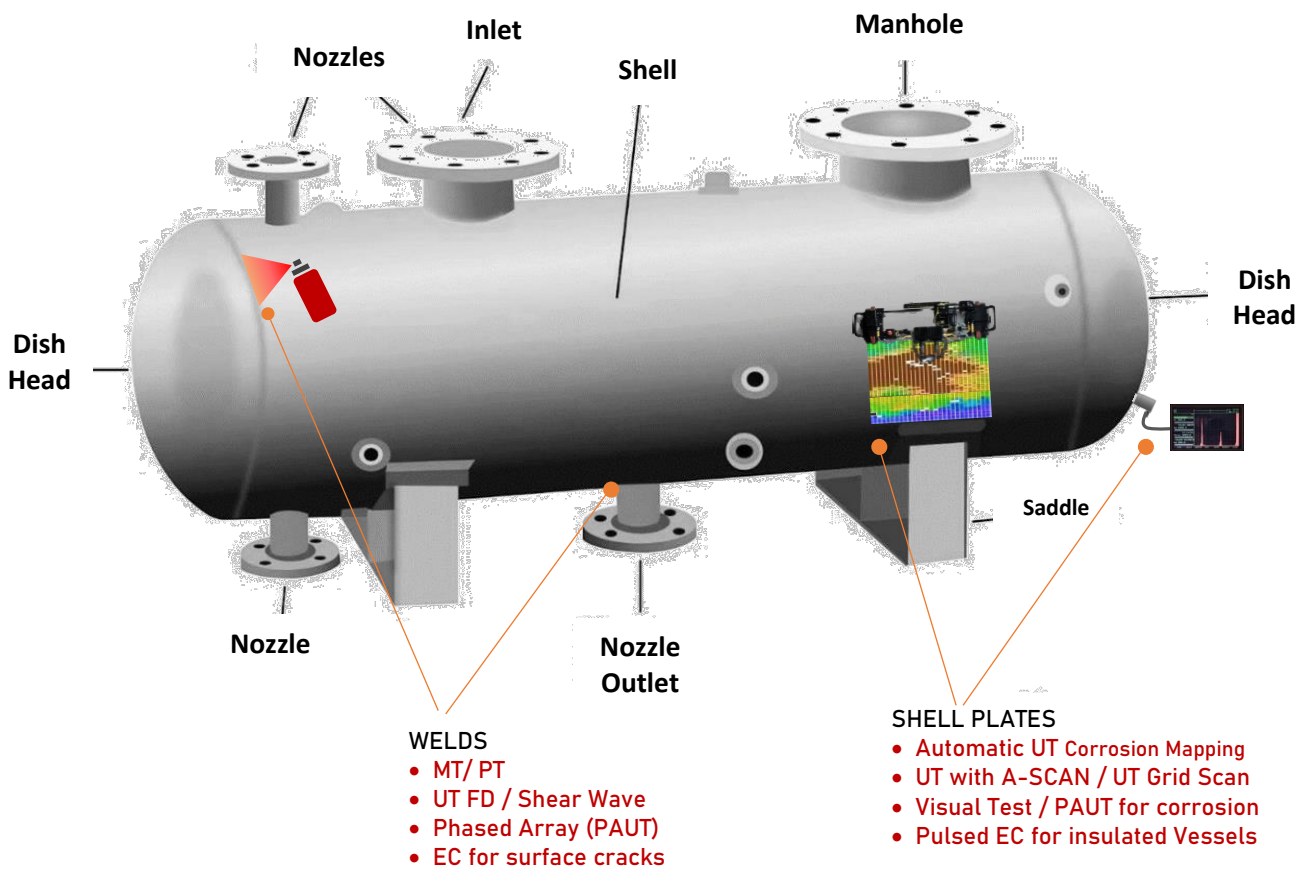 Inlet
Manhole
Nozzles
Shell
Dish
Head
Dish
Head
Saddle
Nozzle
Nozzle
Outlet
WELDS
• MT/ PT
• UT FD / Shear Wave
• Phased Array (PAUT)
• EC for surface cracks
SHELL PLATES
• Automatic UT Corrosion Mapping
• UT with A-SCAN / UT Grid Scan
• Visual Test / PAUT for corrosion
• Pulsed EC for insulated Vessels